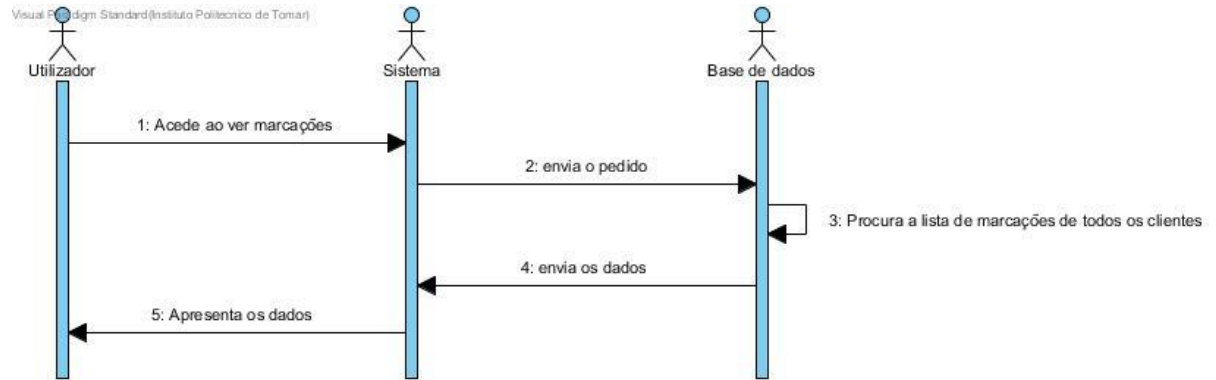 Visual Paradigm Standard(Instituto Politecnico de Tomar)
Utilizador
Sistema
Base de dados
1: Acede ao ver marcações
2: envia o pedido
3: Procura a lista de marcações de todos os clientes
4: envia os dados
5: Apresenta os dados